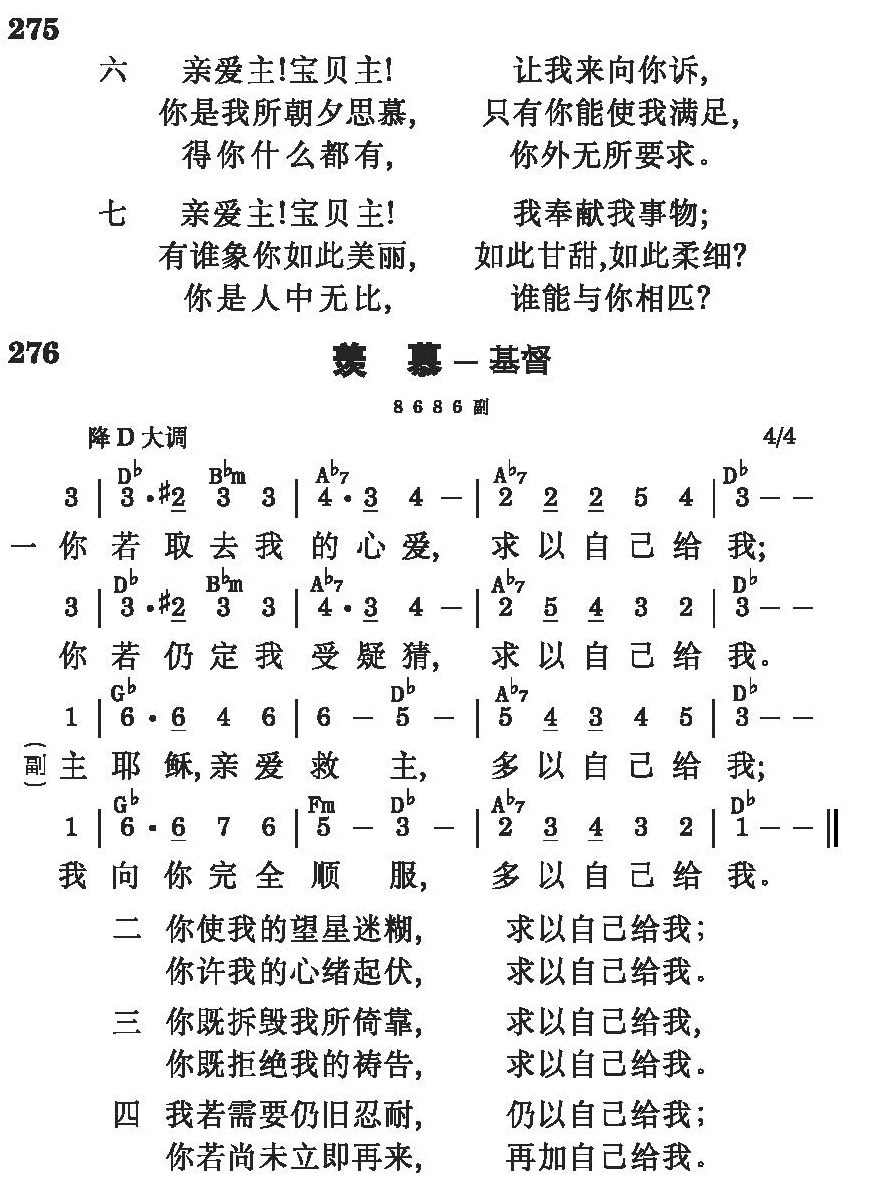 275
六 亲爱主!宝贝主! 让我来向你诉,
你是我所朝夕思慕, 只有你能使我满足,
得你什么都有, 你外无所要求。
七 亲爱主!宝贝主! 我奉献我事物;
有谁象你如此美丽, 如此甘甜,如此柔细?
你是人中无比, 谁能与你相匹?
276 羡 慕 — 基督
8 6 8 6 副
降 D 大调 4/4
D♭ B♭m A♭7 A♭7 D♭
3 | 3 · #2 3 3 | 4 · 3 4 — | 2 2 2 5 4 | 3 — —
一 你 若 取 去 我 的 心 爱, 求 以 自 己 给 我;
D♭ B♭m A♭7 A♭7 D♭
3 | 3 · #2 3 3 | 4 · 3 4 — | 2 5 4 3 2 | 3 — —
你 若 仍 定 我 受 疑 猜, 求 以 自 己 给 我。
G♭ D♭ A♭7 D♭
1 | 6 · 6 4 6 | 6 — 5 — | 5 4 3 4 5 | 3 — —
(副) 主 耶 稣, 亲 爱 救 主, 多 以 自 己 给 我;
G♭ Fm D♭ A♭7 D♭
1 | 6 · 6 7 6 | 5 — 3 — | 2 3 4 3 2 | 1 — — ‖
我 向 你 完 全 顺 服, 多 以 自 己 给 我。
二 你使我的望星迷糊, 求以自己给我;
你许我的心绪起伏, 求以自己给我。
三 你既拆毁我所倚靠, 求以自己给我,
你既拒绝我的祷告, 求以自己给我。
四 我若需要仍旧忍耐, 仍以自己给我;
你若尚未立即再来, 再加自己给我。